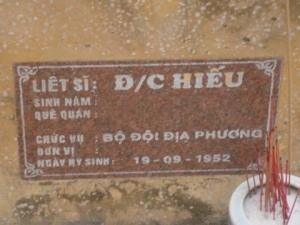 LIỆT SĨ: Đ/C HIẾU
SINH NĂM:
QUÊ QUÁN:
CHỨC VỤ: BỘ ĐỘI ĐỊA PHƯƠNG
ĐƠN VỊ:
NGÀY HY SINH: 19-09-1952